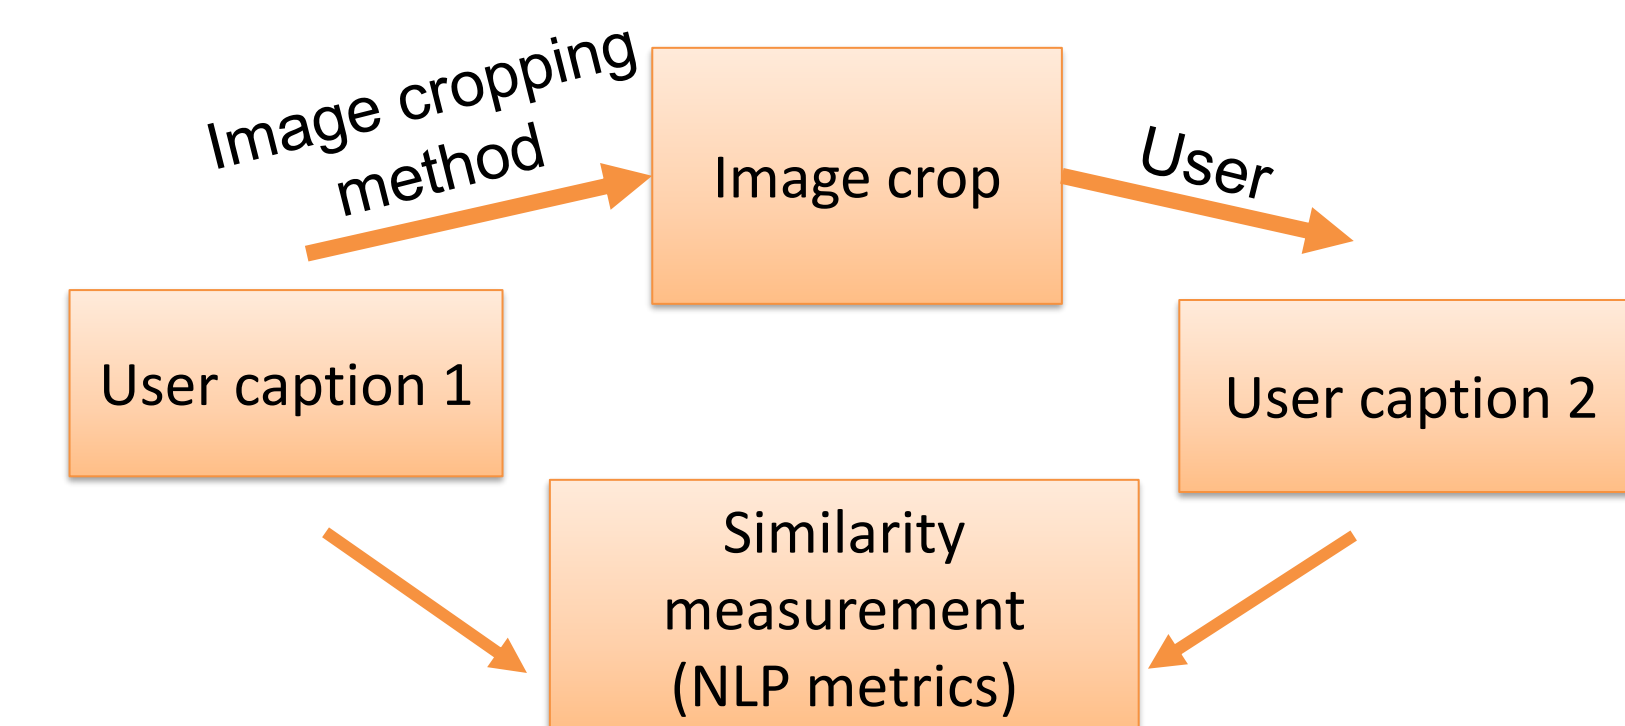 Image cropping
method
Image crop
User
User caption 1
User caption 2
Similarity
measurement
(NLP metrics)